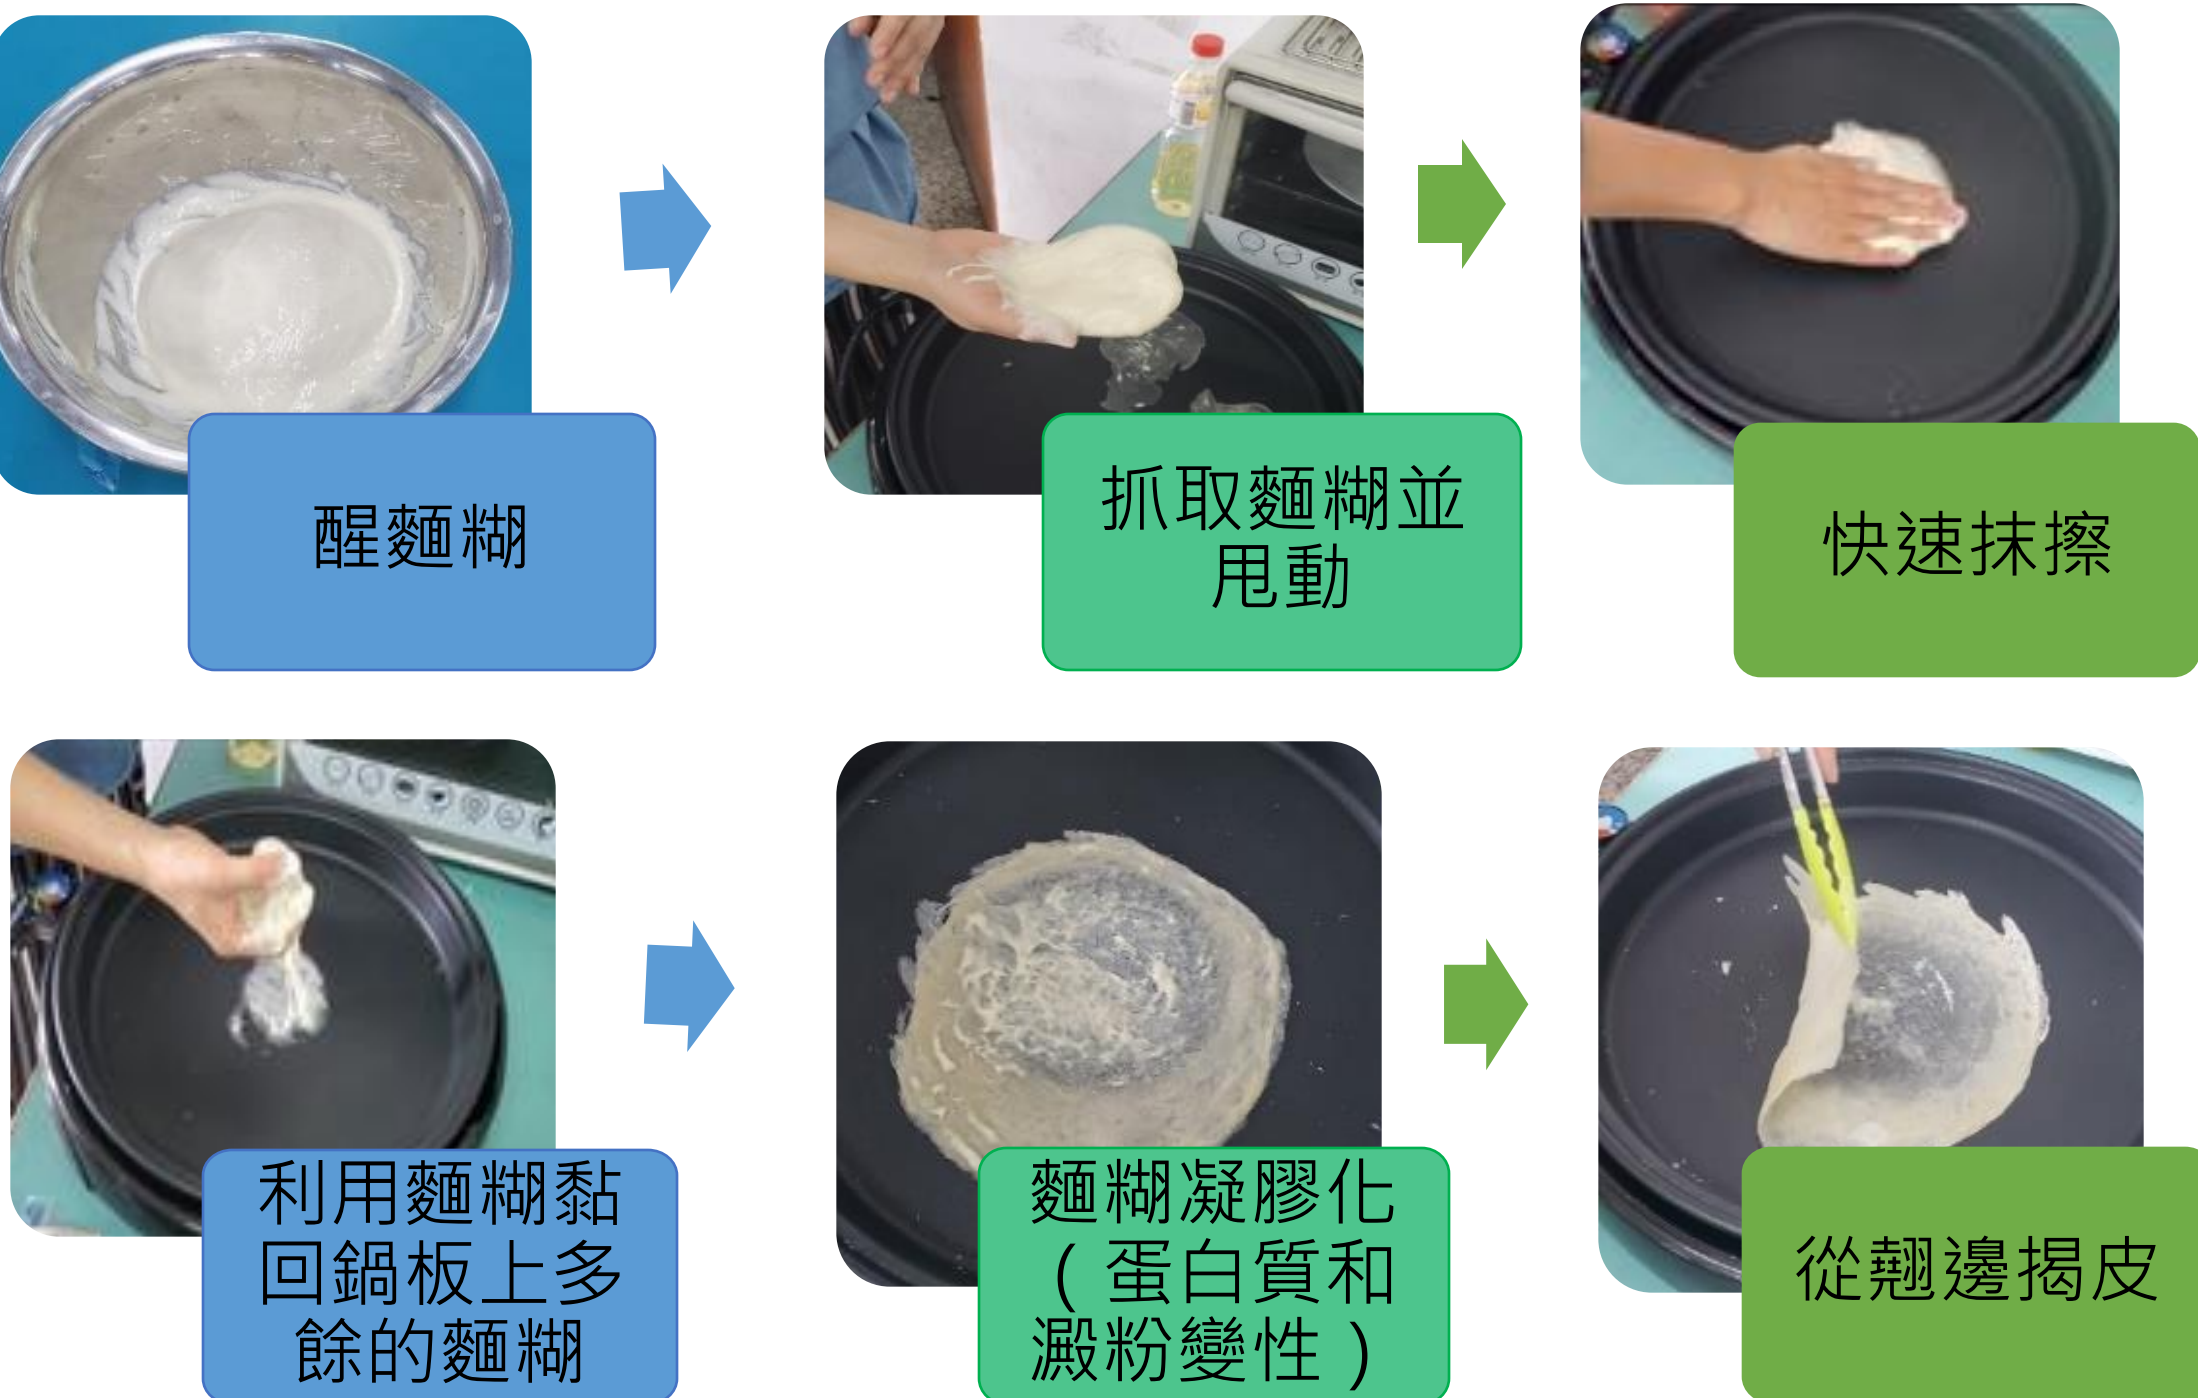 醒麵糊
抓取麵糊並
甩動
快速抹擦
利用麵糊黏
回鍋板上多
餘的麵糊
麵糊凝膠化
（蛋白質和
澱粉變性）
從翹邊揭皮